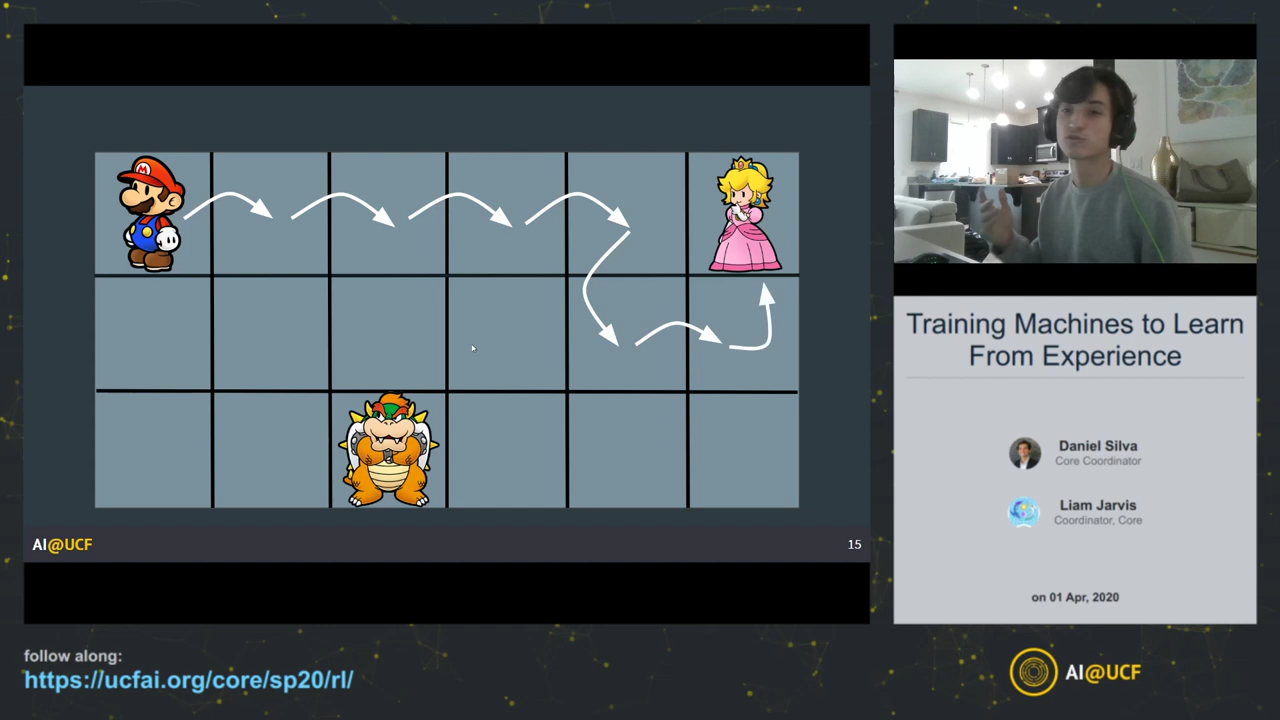 M
AI@UCF
15
Training Machines to Learn
From Experience
Daniel Silva
Core Coordinator
Liam Jarvis
Coordinator, Core
on 01 Apr, 2020
follow along:
https://ucfai.org/core/sp20/rl/
AI@UCF